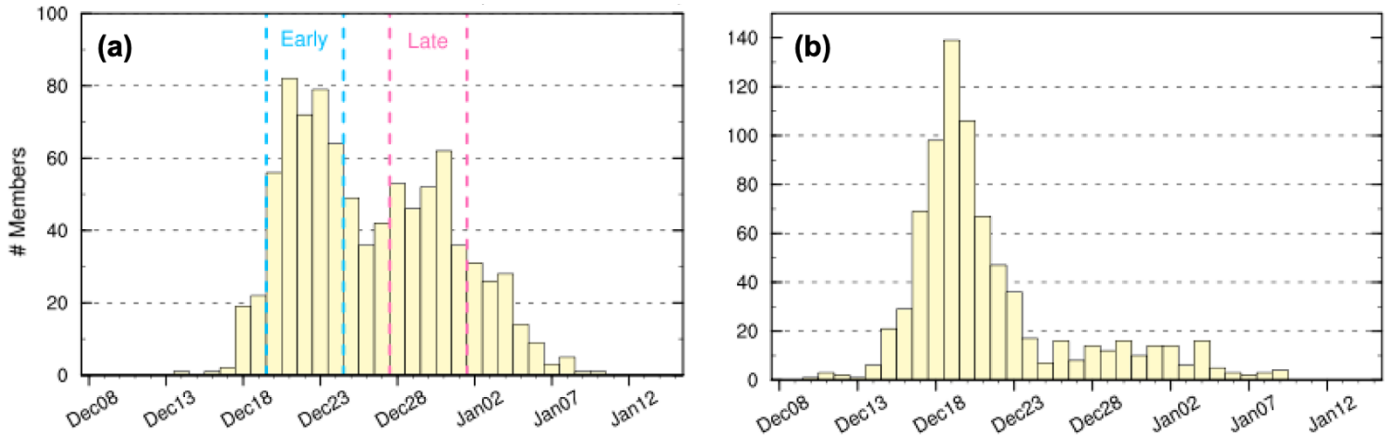 (a)
Early
Late
# Members
100
80
60
40
20
0
Dec08
Dec13
Dec18
Dec23
Dec28
Jan02
Jan07
Jan12
(b)
140
120
100
80
60
40
20
0
Dec08
Dec13
Dec18
Dec23
Dec28
Jan02
Jan07
Jan12